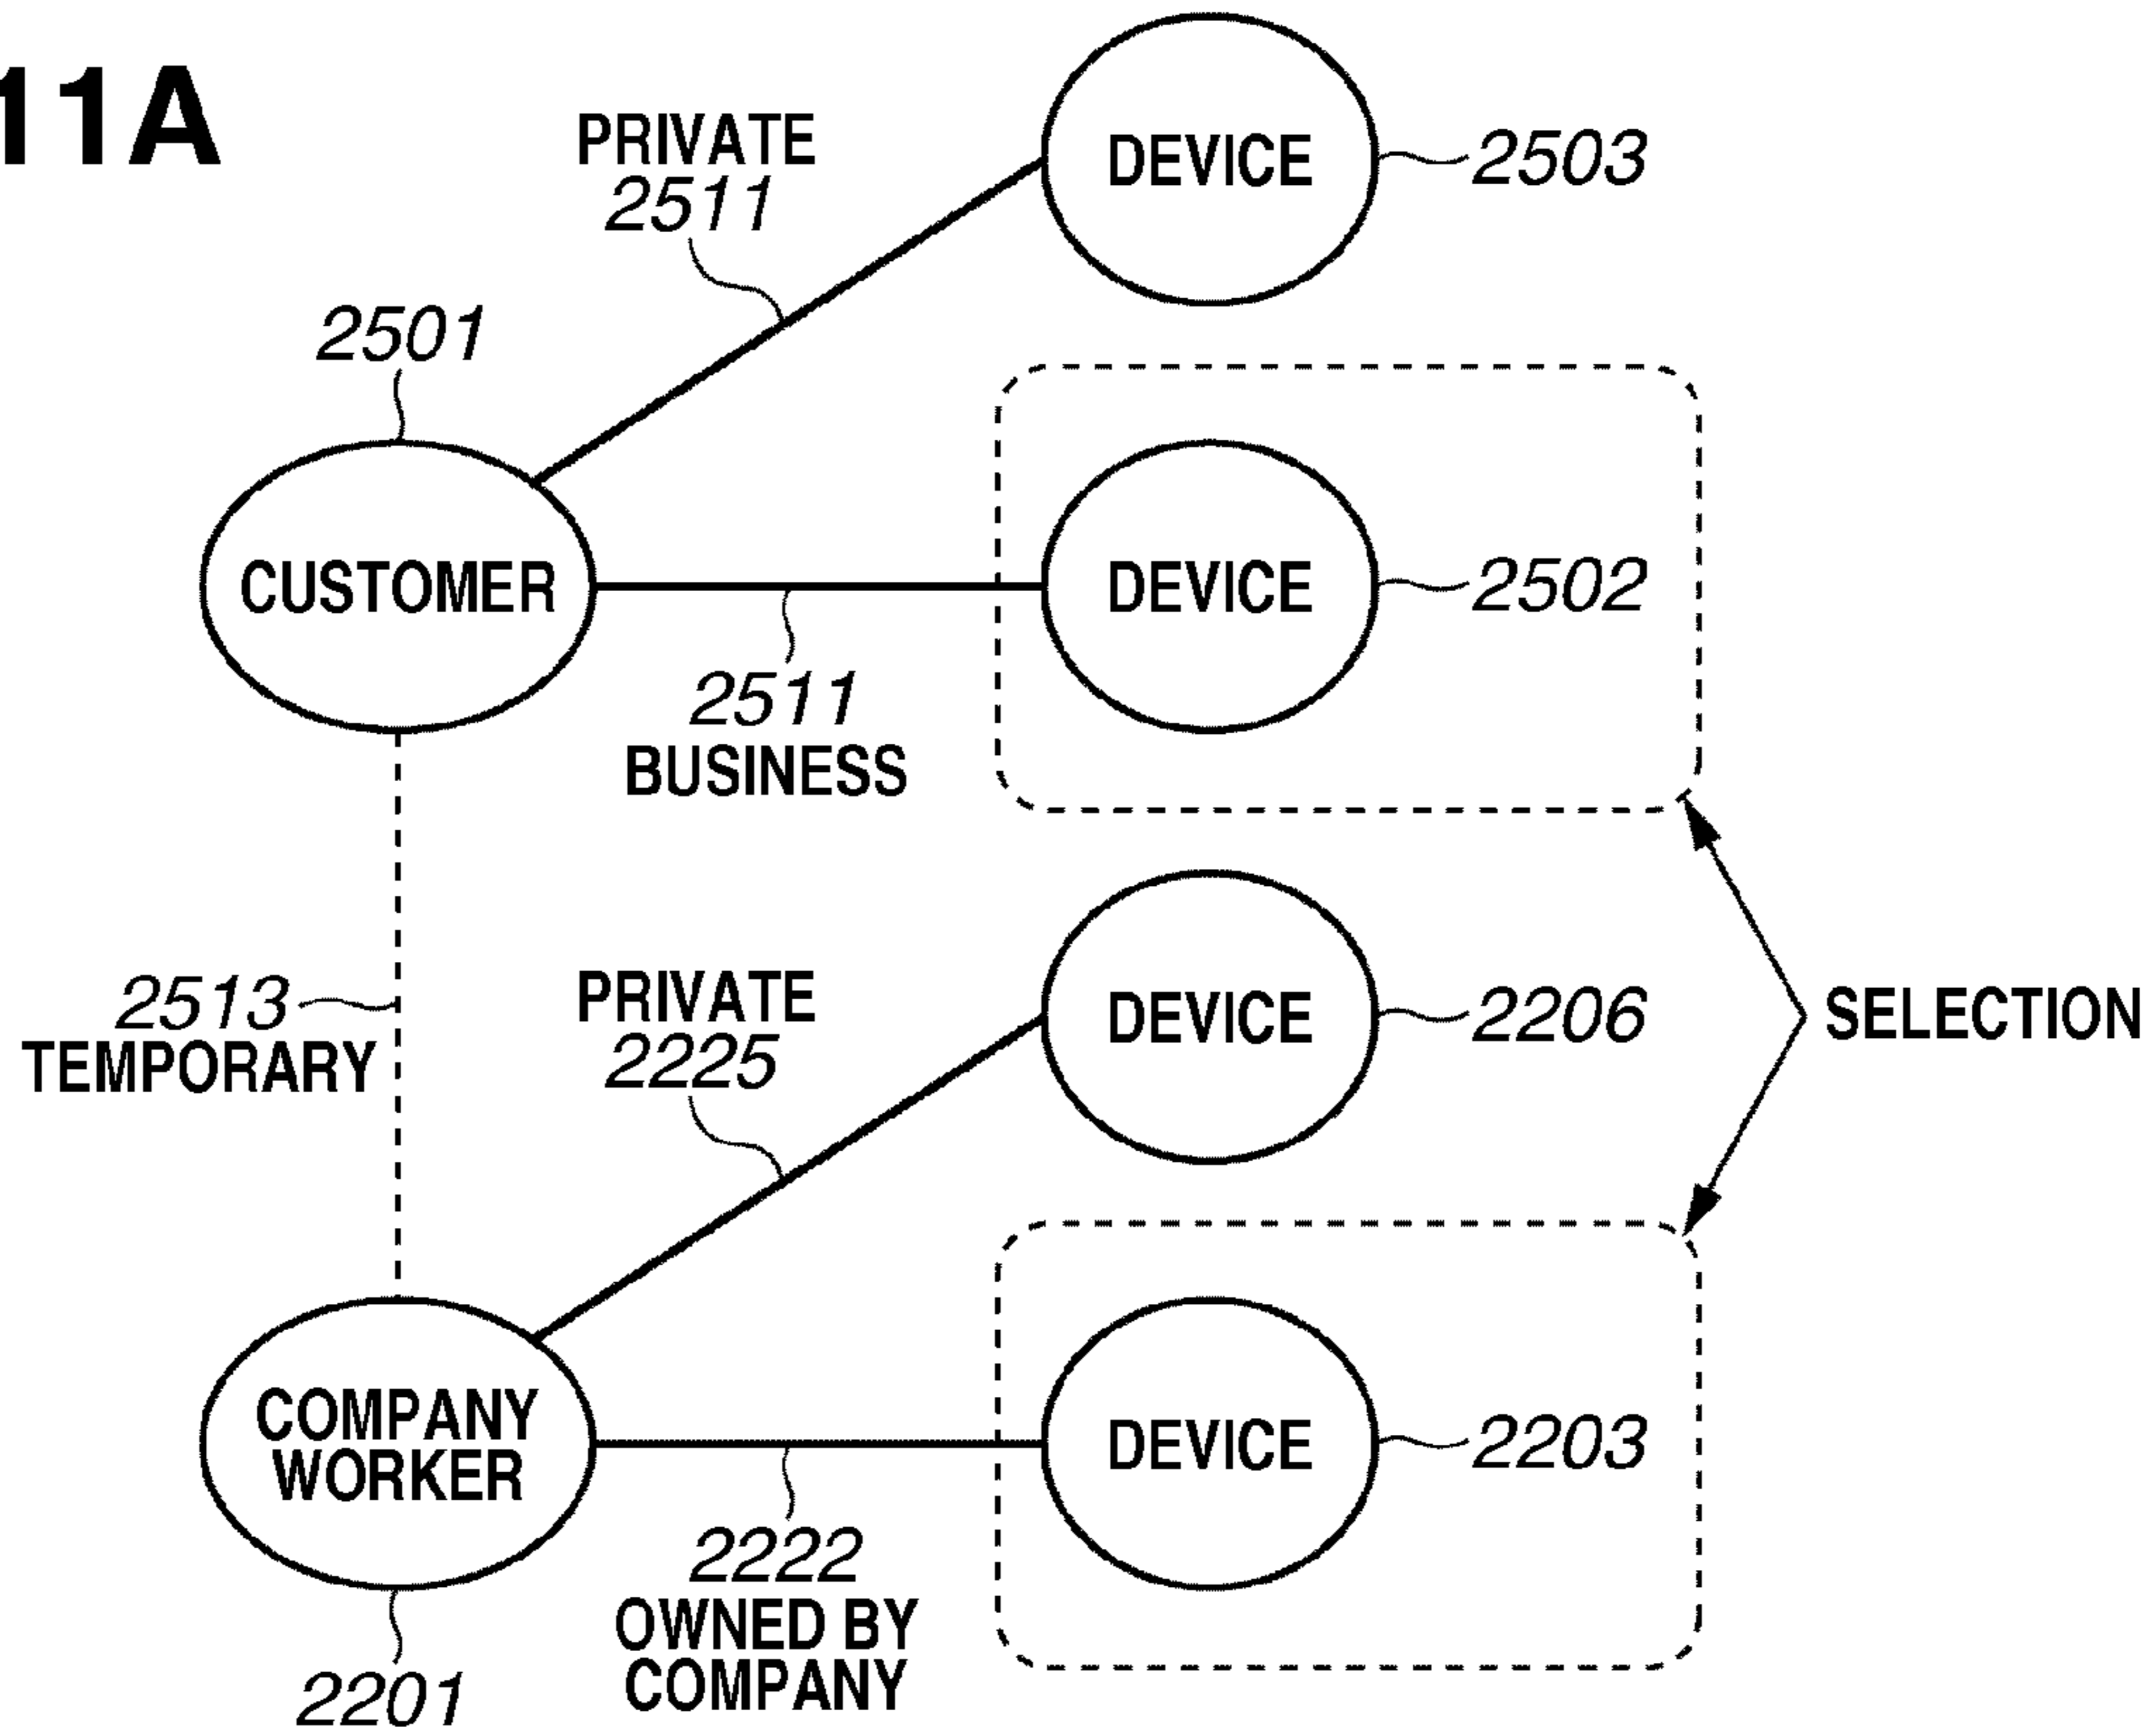 11A
PRIVATE
2511
DEVICE
2503
2501
CUSTOMER
DEVICE
2502
2511
BUSINESS
2513
TEMPORARY
PRIVATE
2225
DEVICE
2206
SELECTION
COMPANY
WORKER
DEVICE
2203
2222
OWNED BY
COMPANY
2201